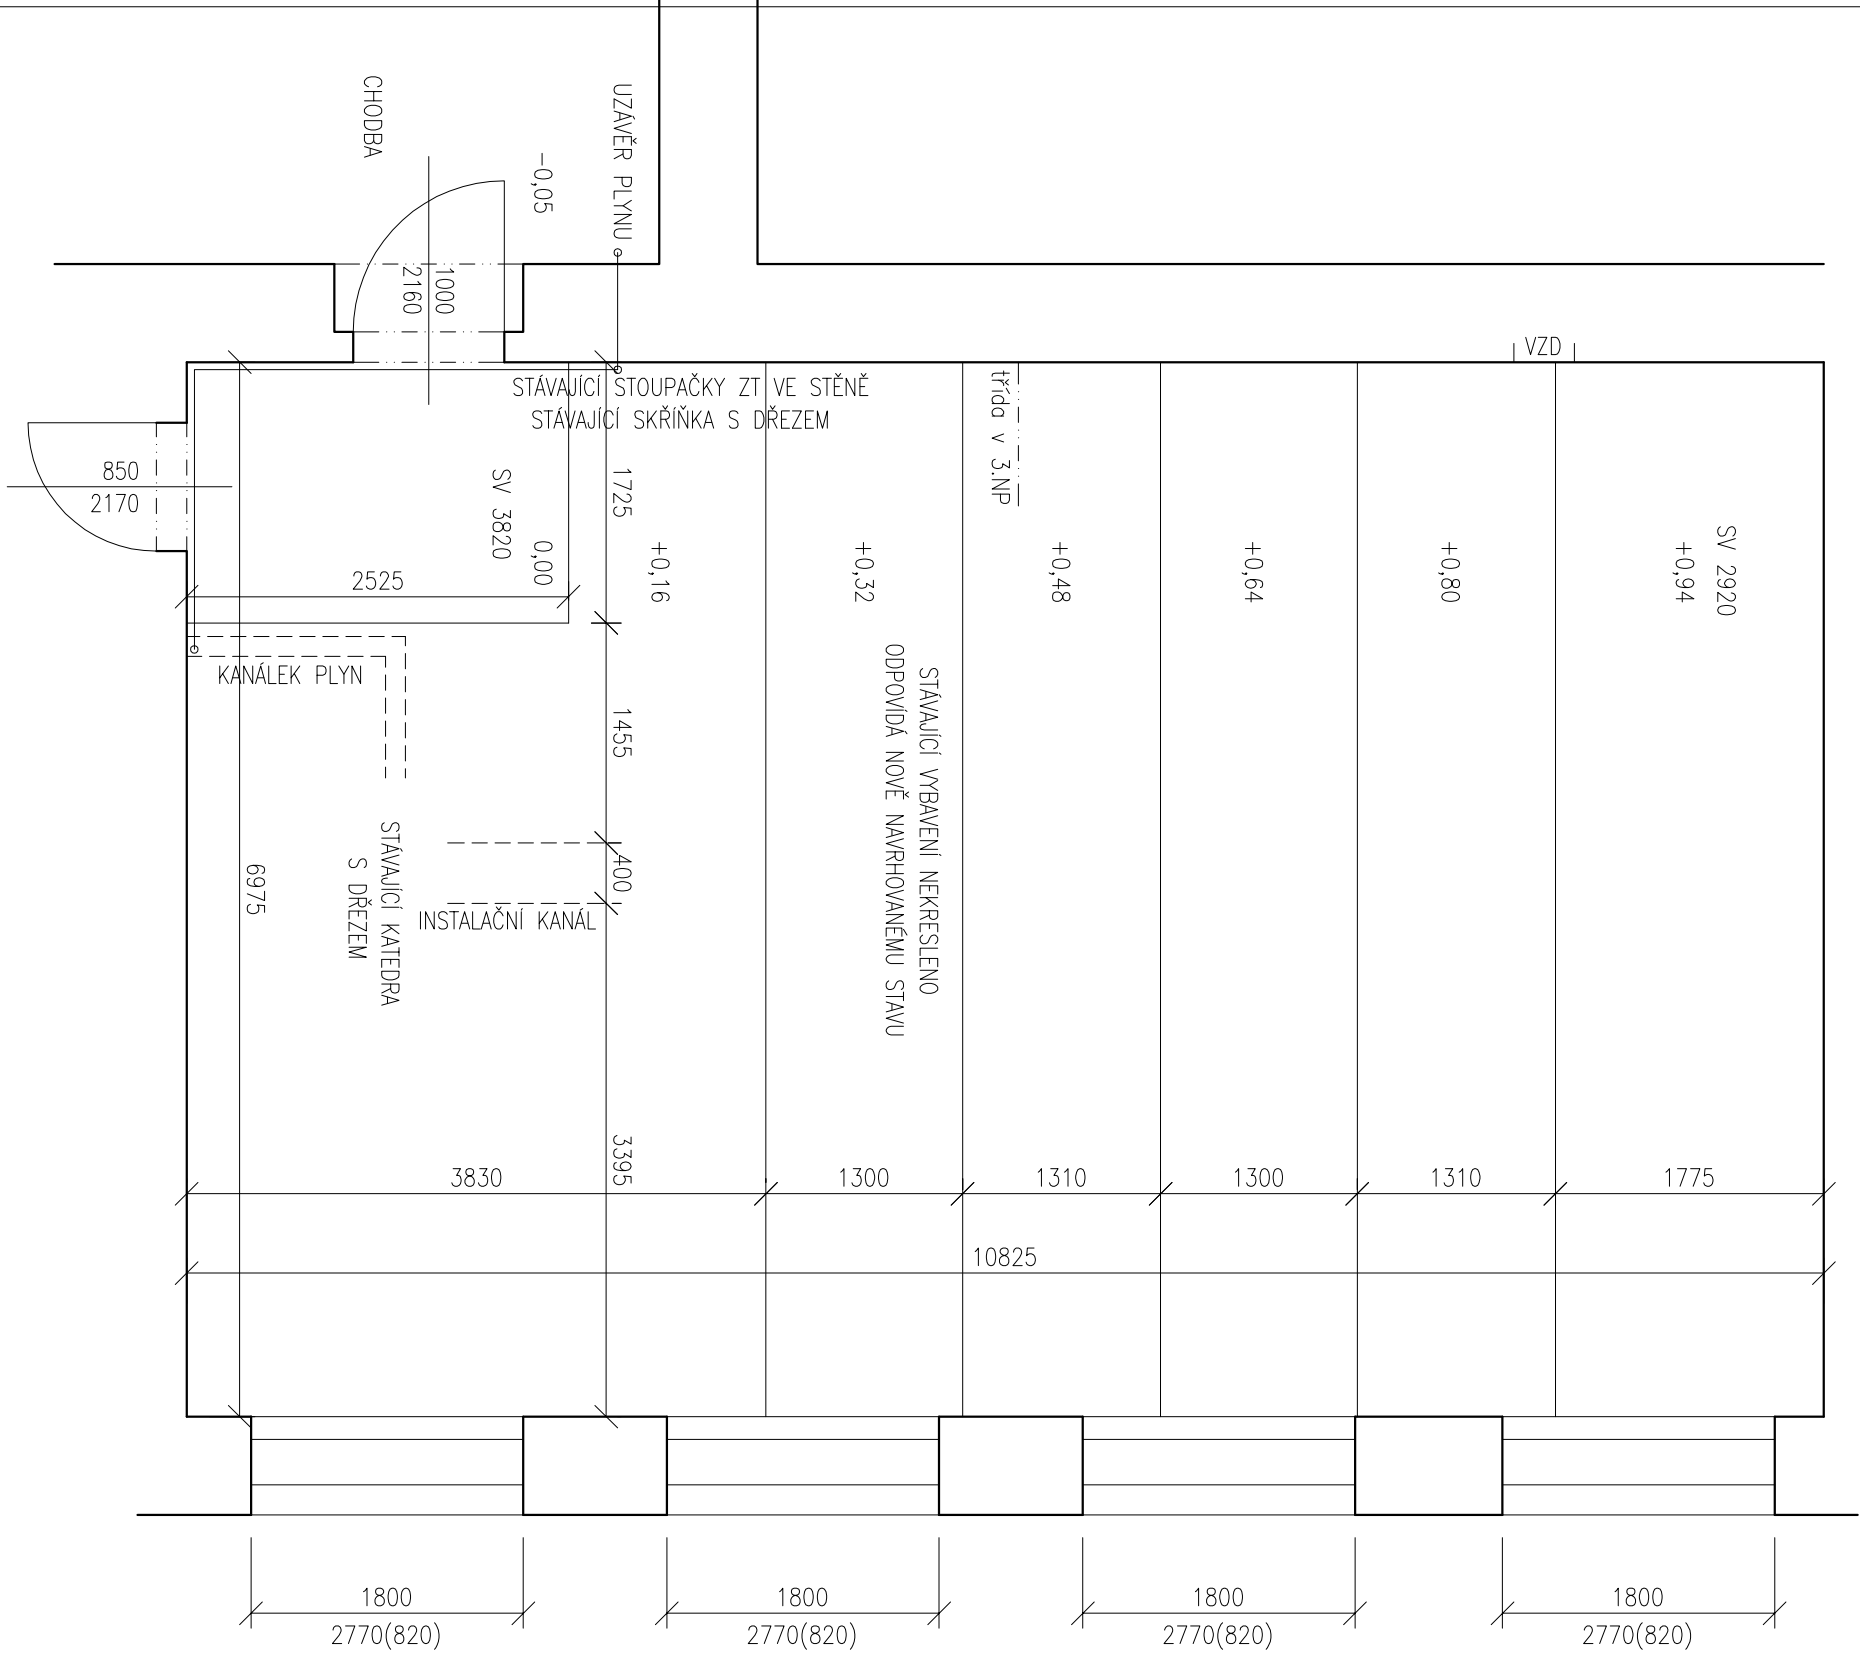 CHODBA
UZÁVĚR PLYNU
-0,05
1000
2160
850
2170
VZD
STÁVAJÍCÍ STOUPAČKY ZT VE STĚNĚ
STÁVAJÍCÍ SKŘÍŇKA S DŘEZEM
třída v 3.NP
SV 3820
0,00
1725
2525
+0,16
+0,32
+0,48
+0,64
+0,80
SV 2920
+0,94
KANÁLEK PLYN
1455
400
STÁVAJÍCÍ KATEDRA
S DŘEZEM
INSTALAČNÍ KANÁL
STÁVAJÍCÍ VYBAVENÍ NEKRESLENO
ODPOVÍDÁ NOVĚ NAVRHOVANÉMU STAVU
6975
3395
3830
1300
1310
1300
1310
1775
10825
1800
2770(820)
1800
2770(820)
1800
2770(820)
1800
2770(820)